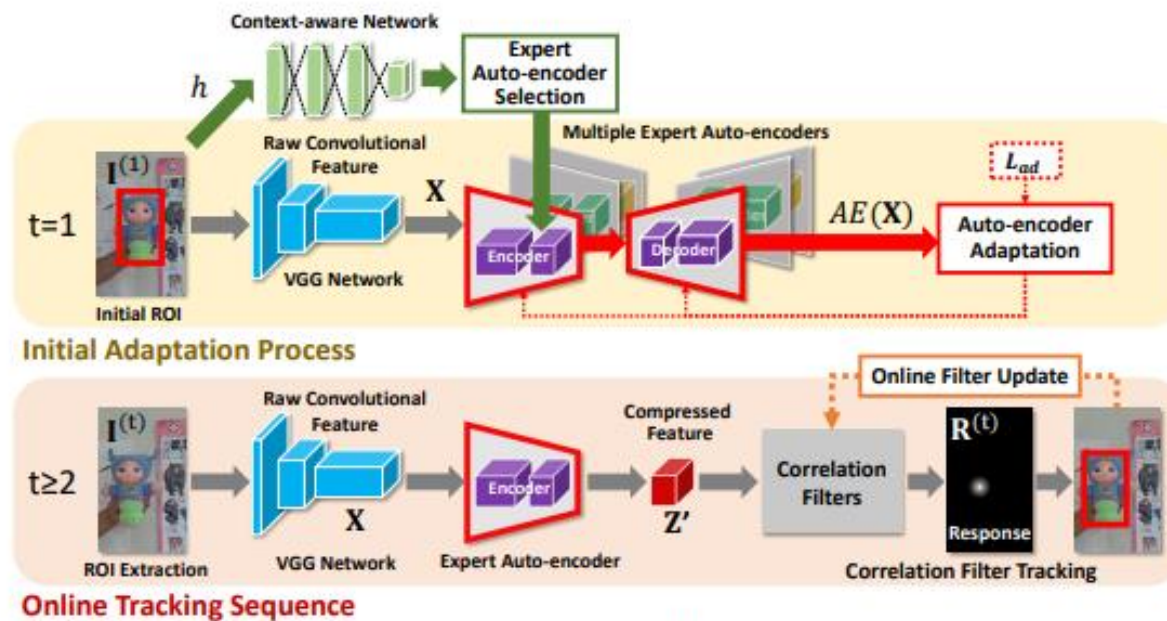 Context-aware Network
Expert
Auto-encoder
Selection
h
Multiple Expert Auto-encoders
Raw Convolutional
Feature
I(1)
X
L_ad
t=1
AE(X)
Auto-encoder
Adaptation
Encoder
Decoder
VGG Network
Initial ROI
Initial Adaptation Process
Online Filter Update
Raw Convolutional
Feature
I(t)
Compressed
Feature
R(t)
t≥2
Encoder
Correlation
Filters
X
Z'
Response
ROI Extraction
VGG Network
Expert Auto-encoder
Correlation Filter Tracking
Online Tracking Sequence